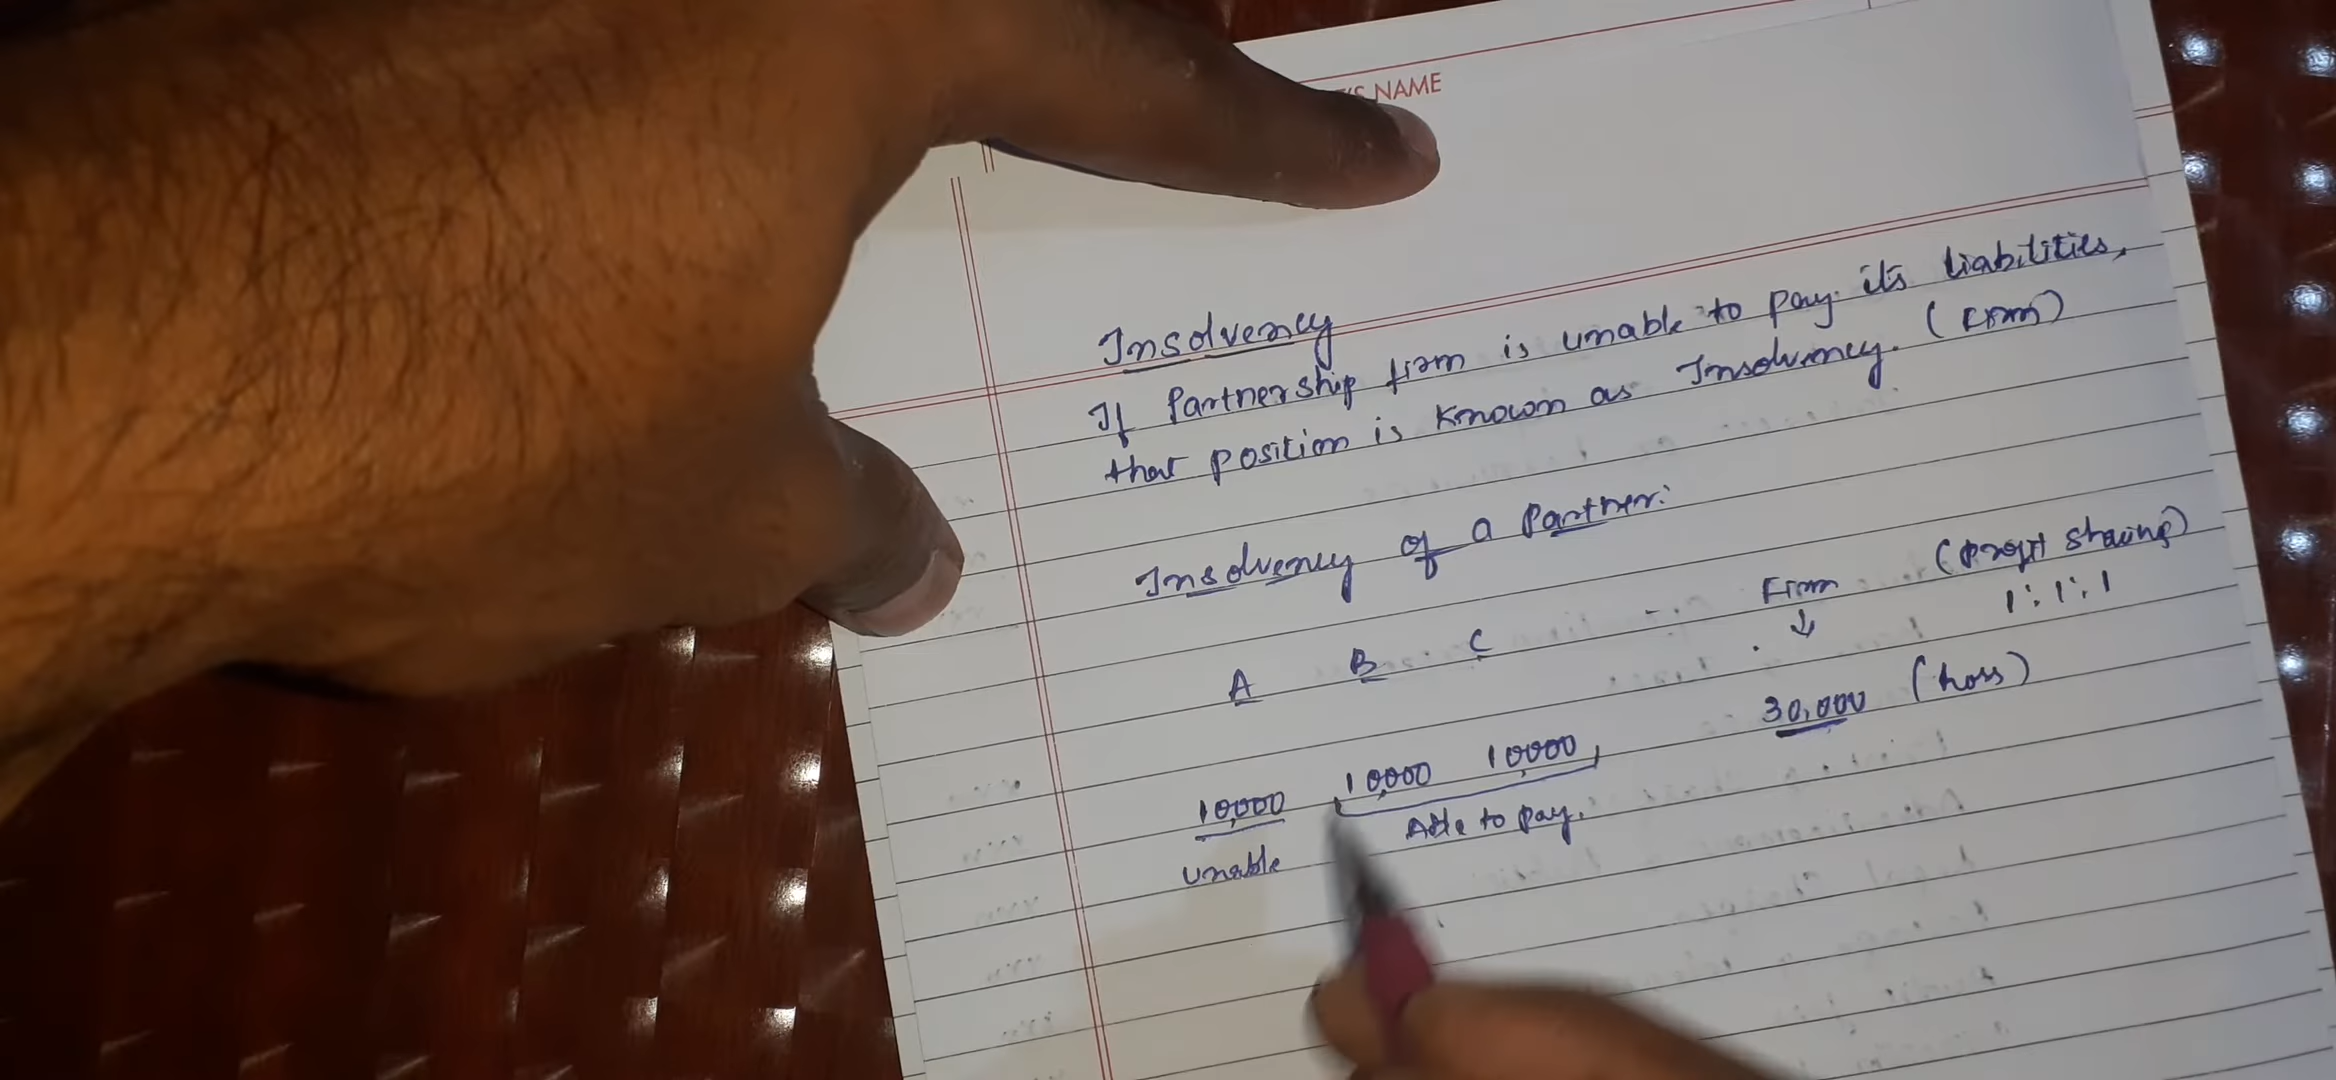 NAME
Insolvency
If Partnership firm is unable to pay its liabilities,
that position is known as Insolvency. (Firm)
Insolvency of a Partner:
A B C Firm (Profit Sharing)
↓ 1:1:1
10,000 10,000 10,000 30,000 (Loss)
Unable Able to pay.